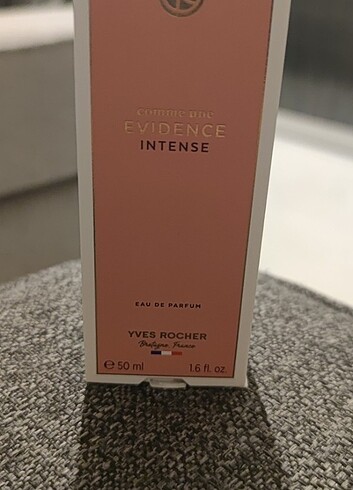 comme une
EVIDENCE
INTENSE
EAU DE PARFUM
YVES ROCHER
Bretagne, France
℮ 50 ml 1.6 fl. oz.